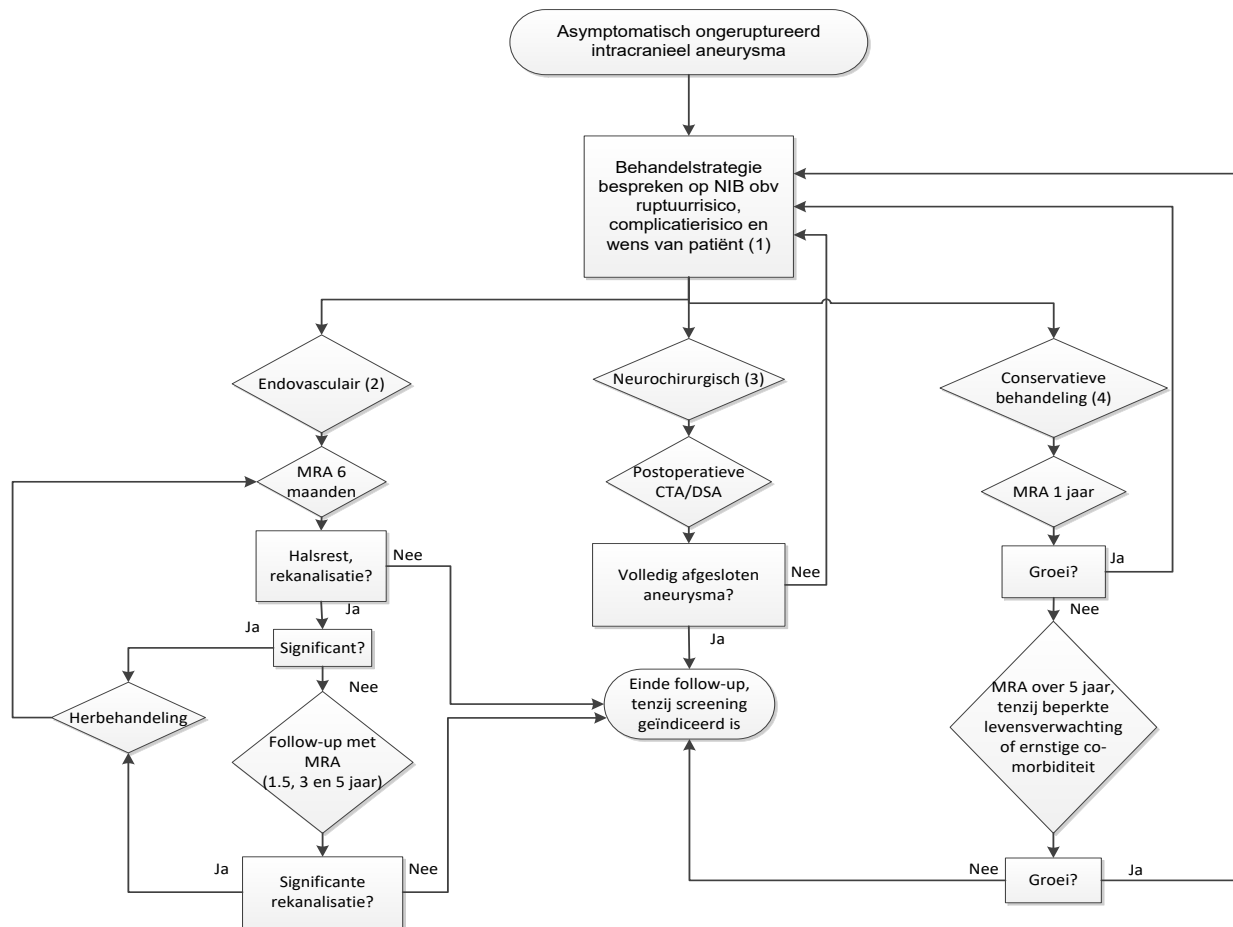 Asymptomatisch ongeruptureerd
intracranieel aneurysma
Behandelstrategie
bespreken op NIB obv
ruptuurrisico,
complicatierisico en
wens van patiënt (1)
Endovasculair (2)
Neurochirurgisch (3)
Conservatieve
behandeling (4)
MRA 6
maanden
Postoperatieve
CTA/DSA
MRA 1 jaar
Halsrest,
rekanalisatie?
Nee
Ja
Volledig afgesloten
aneurysma?
Nee
Ja
Groei?
Ja
Nee
Significant?
Ja
Nee
Herbehandeling
Follow-up met
MRA
(1.5, 3 en 5 jaar)
Einde follow-up,
tenzij screening
geïndiceerd is
MRA over 5 jaar,
tenzij beperkte
levensverwachting
of ernstige co-
morbiditeit
Significante
rekanalisatie?
Ja
Nee
Groei?
Nee
Ja